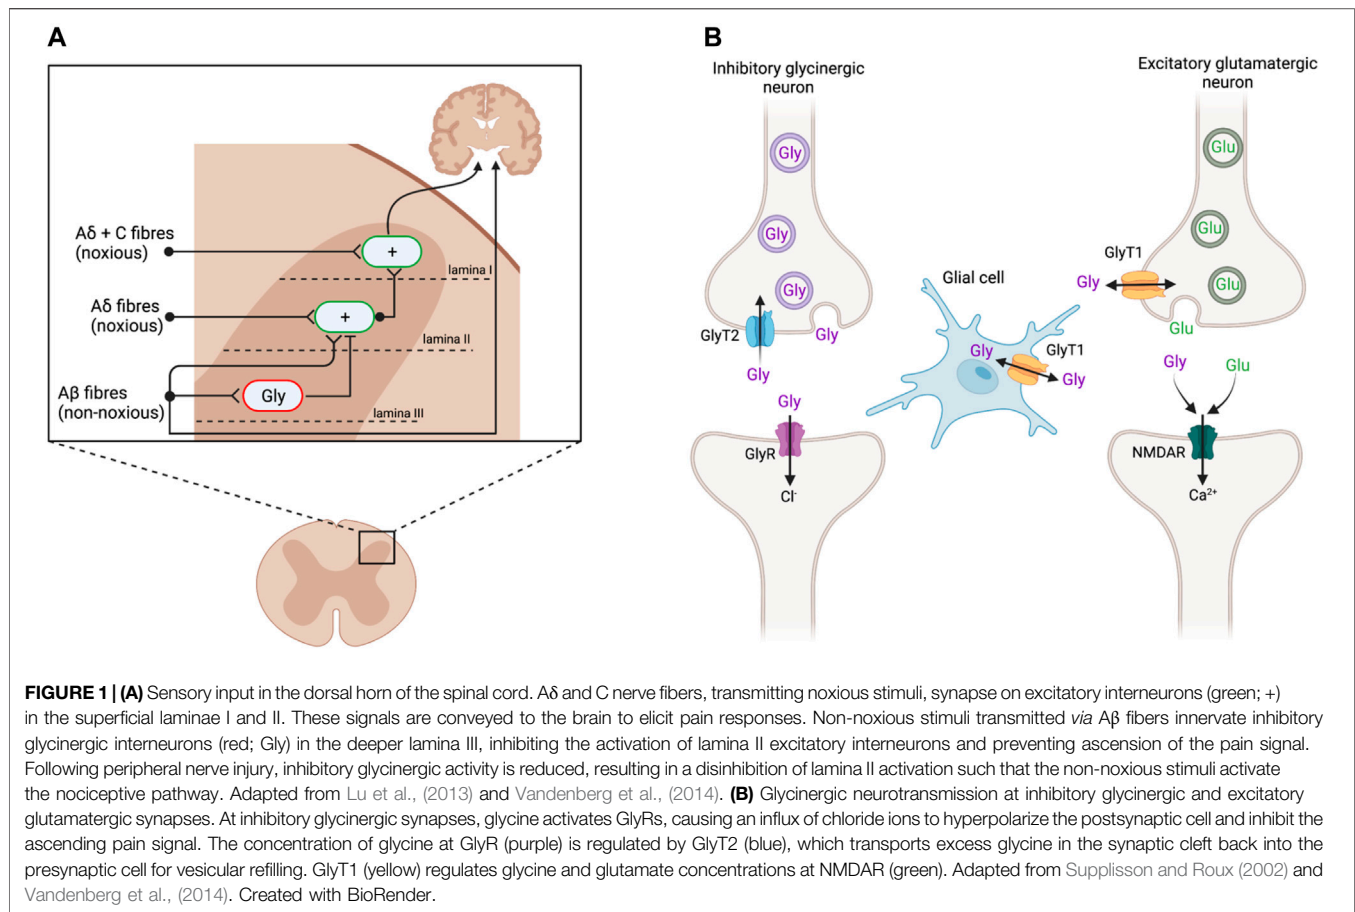 A
Aδ + C fibres
(noxious)
+
lamina I
Aδ fibres
(noxious)
+
lamina II
Aβ fibres
(non-noxious)
Gly
lamina III
B
Inhibitory glycinergic
neuron
Gly
Gly
Gly
GlyT2
Gly
Gly
Gly
GlyR
Cl-
Glial cell
Gly
GlyT1
Gly
Excitatory glutamatergic
neuron
Glu
Glu
GlyT1
Gly
Glu
Glu
Gly
Glu
NMDAR
Ca2+
FIGURE 1 | (A) Sensory input in the dorsal horn of the spinal cord. Aδ and C nerve fibers, transmitting noxious stimuli, synapse on excitatory interneurons (green; +)
in the superficial laminae I and II. These signals are conveyed to the brain to elicit pain responses. Non-noxious stimuli transmitted via Aβ fibers innervate inhibitory
glycinergic interneurons (red; Gly) in the deeper lamina III, inhibiting the activation of lamina II excitatory interneurons and preventing ascension of the pain signal.
Following peripheral nerve injury, inhibitory glycinergic activity is reduced, resulting in a disinhibition of lamina II activation such that the non-noxious stimuli activate
the nociceptive pathway. Adapted from Lu et al., (2013) and Vandenberg et al., (2014). (B) Glycinergic neurotransmission at inhibitory glycinergic and excitatory
glutamatergic synapses. At inhibitory glycinergic synapses, glycine activates GlyRs, causing an influx of chloride ions to hyperpolarize the postsynaptic cell and inhibit the
ascending pain signal. The concentration of glycine at GlyR (purple) is regulated by GlyT2 (blue), which transports excess glycine in the synaptic cleft back into the
presynaptic cell for vesicular refilling. GlyT1 (yellow) regulates glycine and glutamate concentrations at NMDAR (green). Adapted from Supplisson and Roux (2002) and
Vandenberg et al., (2014). Created with BioRender.